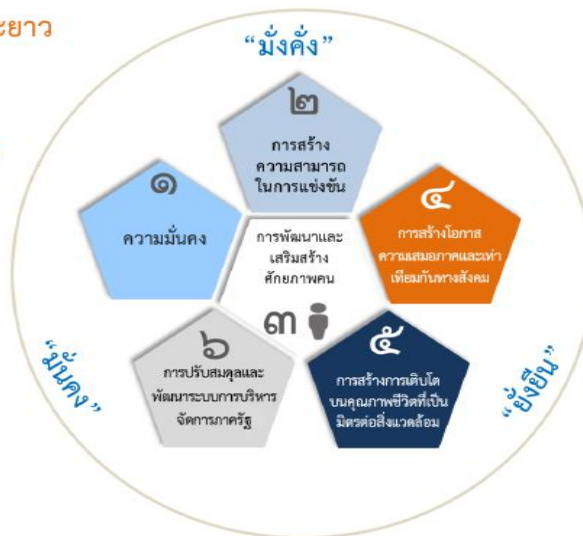 ะยาว
“มั่งคั่ง”
๒
การสร้าง
ความสามารถ
ในการแข่งขัน
๑
ความมั่นคง
๔
การสร้างโอกาส
ความเสมอภาคและเท่า
เทียมกันทางสังคม
การพัฒนาและ
เสริมสร้าง
ศักยภาพคน
๓
๖
การปรับสมดุลและ
พัฒนาระบบการบริหาร
จัดการภาครัฐ
๕
การสร้างการเติบโต
บนคุณภาพชีวิตที่เป็น
มิตรต่อสิ่งแวดล้อม
“มั่นคง”
“ยั่งยืน”